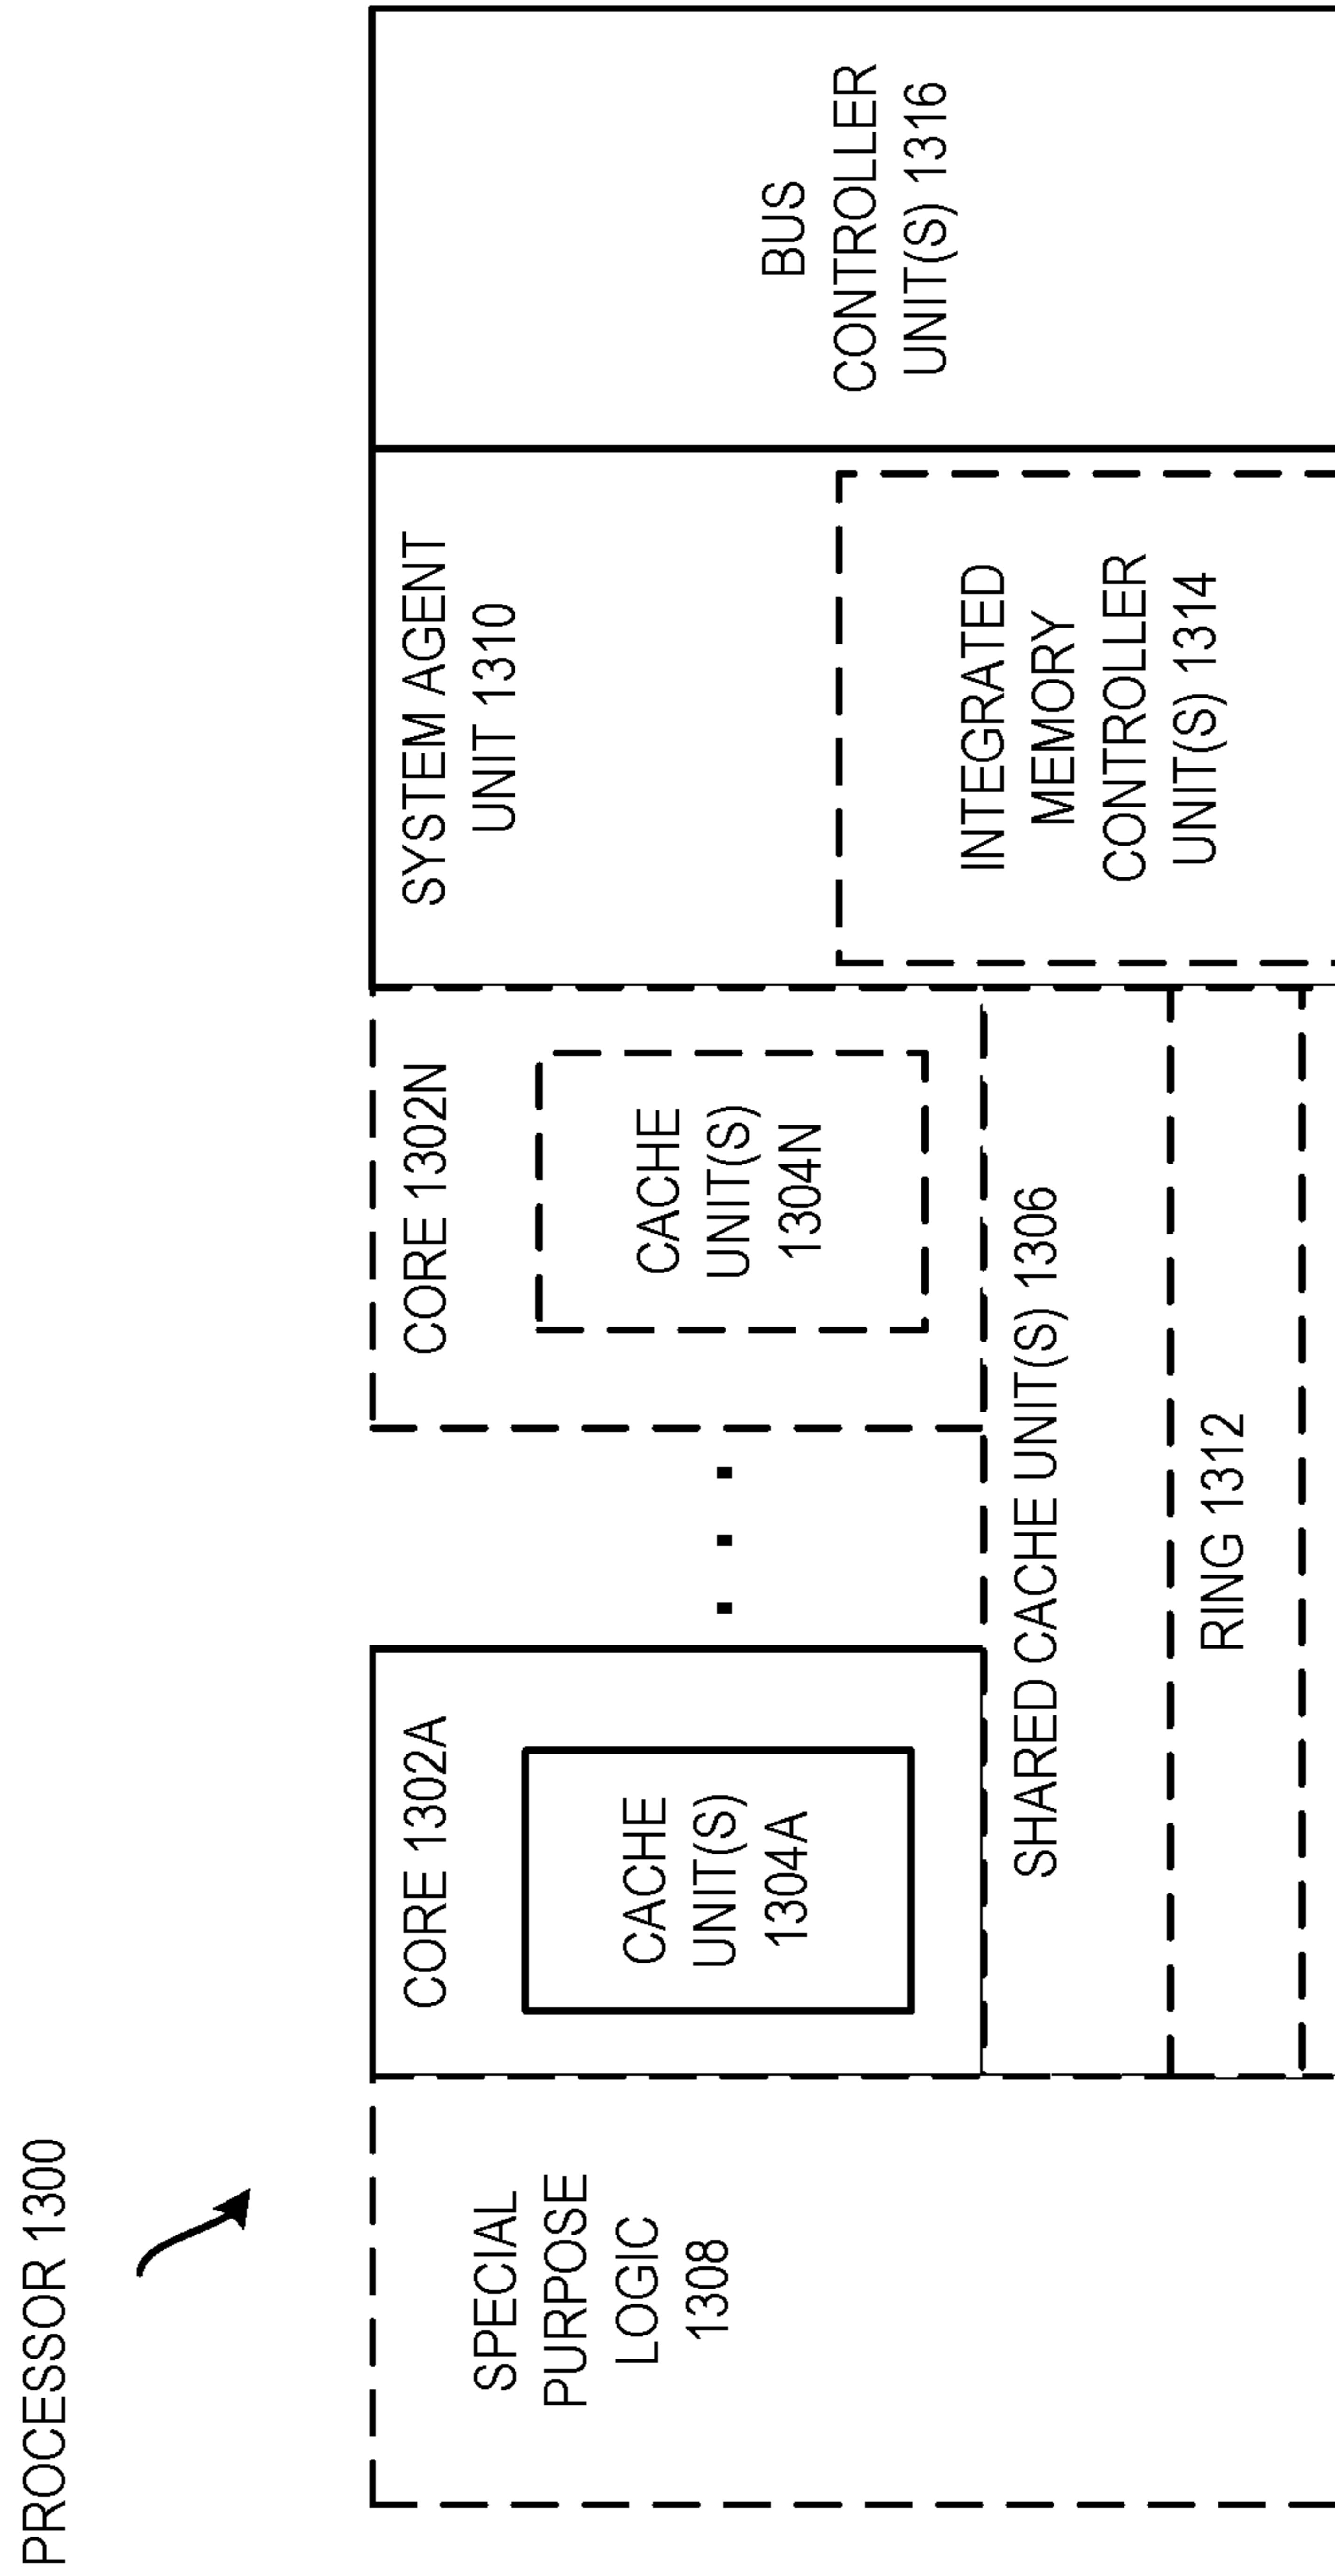 PROCESSOR 1300
SPECIAL
PURPOSE
LOGIC
1308
CORE 1302A
CACHE
UNIT(S)
1304A
CORE 1302N
CACHE
UNIT(S)
1304N
SHARED CACHE UNIT(S) 1306
RING 1312
SYSTEM AGENT
UNIT 1310
INTEGRATED
MEMORY
CONTROLLER
UNIT(S) 1314
BUS
CONTROLLER
UNIT(S) 1316